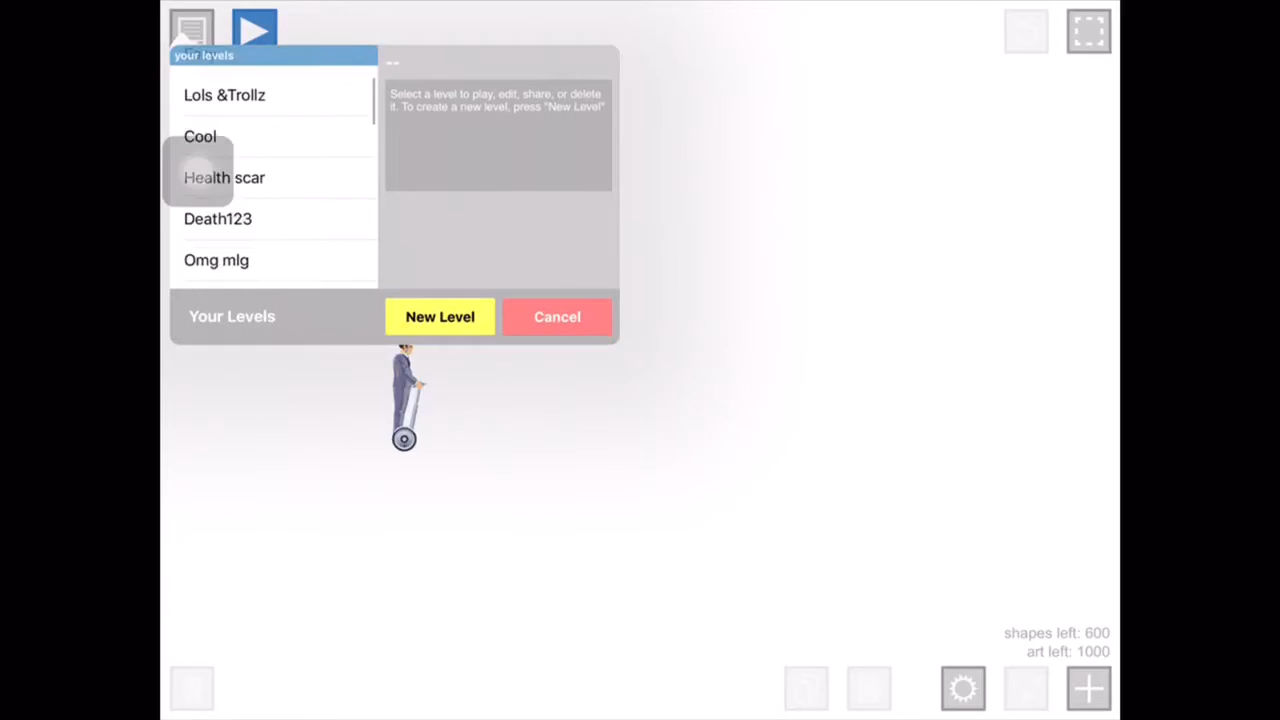 your levels
--
Lols &Trollz
Select a level to play, edit, share, or delete
it. To create a new level, press "New Level"
Cool
Health scar
Death123
Omg mlg
Your Levels
New Level
Cancel
shapes left: 600
art left: 1000